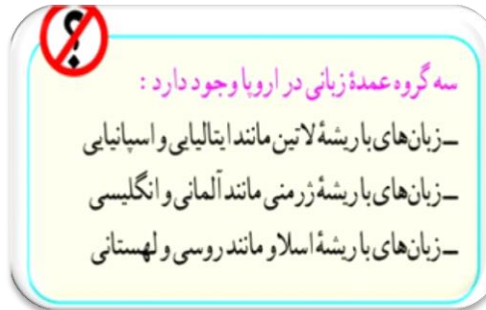 ؟
سه گروه عمدهٔ زبانی در اروپا وجود دارد :
ــ زبان‌های با ریشهٔ لاتین مانند ایتالیایی و اسپانیایی
ــ زبان‌های با ریشهٔ ژرمنی مانند آلمانی و انگلیسی
ــ زبان‌های با ریشهٔ اسلاو مانند روسی و لهستانی